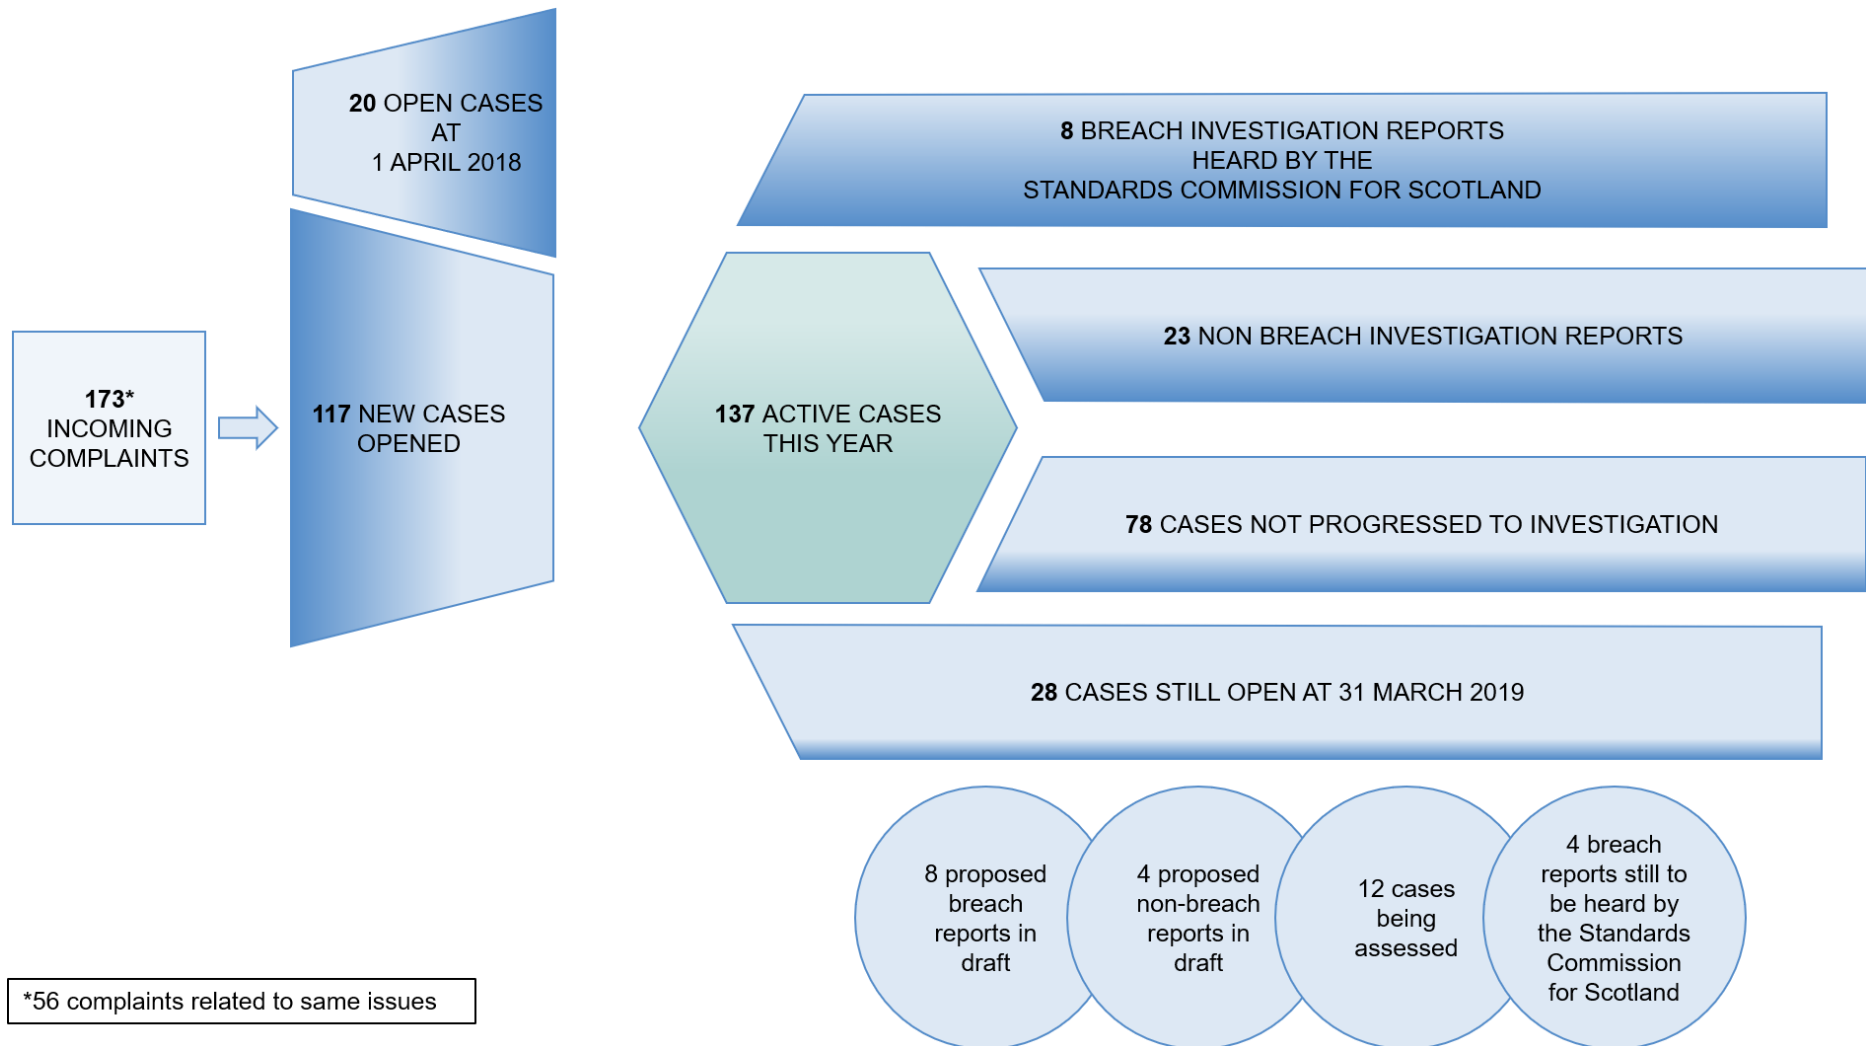 20 OPEN CASES
AT
1 APRIL 2018
173*
INCOMING
COMPLAINTS
117 NEW CASES
OPENED
137 ACTIVE CASES
THIS YEAR
8 BREACH INVESTIGATION REPORTS
HEARD BY THE
STANDARDS COMMISSION FOR SCOTLAND
23 NON BREACH INVESTIGATION REPORTS
78 CASES NOT PROGRESSED TO INVESTIGATION
28 CASES STILL OPEN AT 31 MARCH 2019
8 proposed
breach
reports in
draft
4 proposed
non-breach
reports in
draft
12 cases
being
assessed
4 breach
reports still to
be heard by
the Standards
Commission
for Scotland
*56 complaints related to same issues